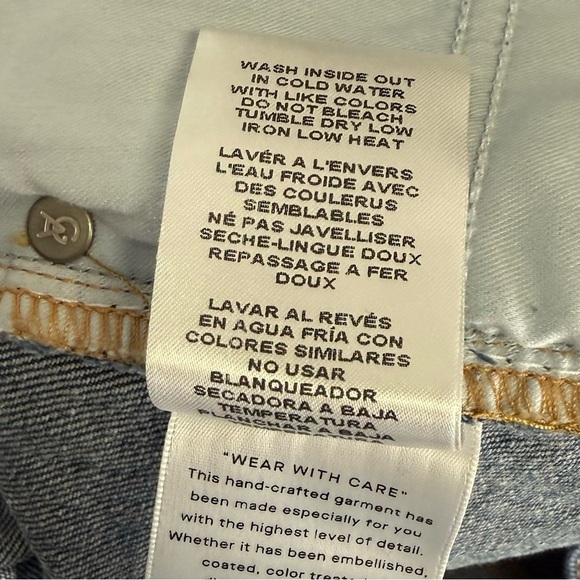 WASH INSIDE OUT
IN COLD WATER
WITH LIKE COLORS
DO NOT BLEACH
TUMBLE DRY LOW
IRON LOW HEAT
LAVÉR A L'ENVERS
L'EAU FROIDE AVEC
DES COULERUS
SEMBLABLES
NÉ PAS JAVELLISER
SECHE-LINGUE DOUX
REPASSAGE A FER
DOUX
LAVAR AL REVÉS
EN AGUA FRÍA CON
COLORES SIMILARES
NO USAR
BLANQUEADOR
SECADORA A BAJA
TEMPERATURA
PLANCHAR A BAJA
"WEAR WITH CARE"
This hand-crafted garment has
been made especially for you
with the highest level of detail.
Whether it has been embellished,
coated, color treated